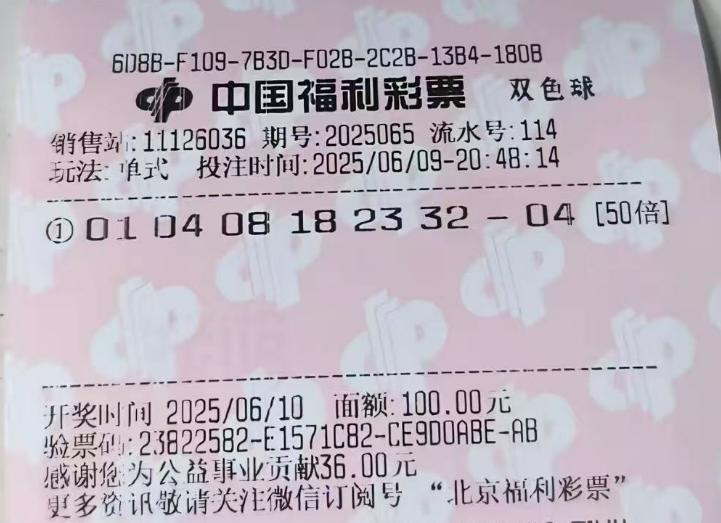 6D8B-F109-7B3D-F02B-2C2B-13B4-180B
中国福利彩票 双色球
销售站:11126036 期号:2025065 流水号:114
玩法:单式 投注时间:2025/06/09-20:48:14
① 01 04 08 18 23 32 - 04 [50倍]
开奖时间 2025/06/10 面额:100.00元
验票码:23B22582-E1571C82-CE9D0ABE-AB
感谢您为公益事业贡献36.00元
更多资讯敬请关注微信订阅号 “北京福利彩票”